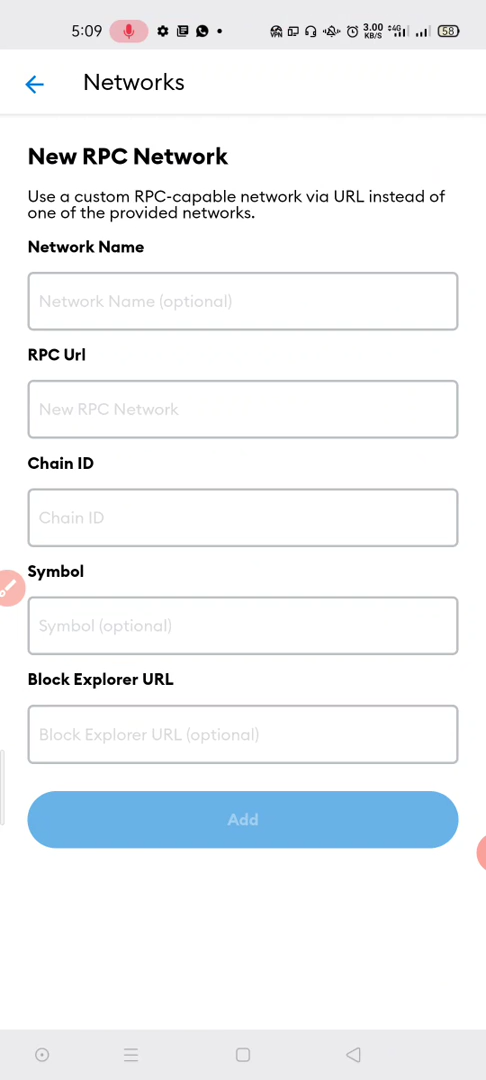 5:09
VPN
3.00
KB/S
4G
58
Networks
New RPC Network
Use a custom RPC-capable network via URL instead of
one of the provided networks.
Network Name
Network Name (optional)
RPC Url
New RPC Network
Chain ID
Chain ID
Symbol
Symbol (optional)
Block Explorer URL
Block Explorer URL (optional)
Add